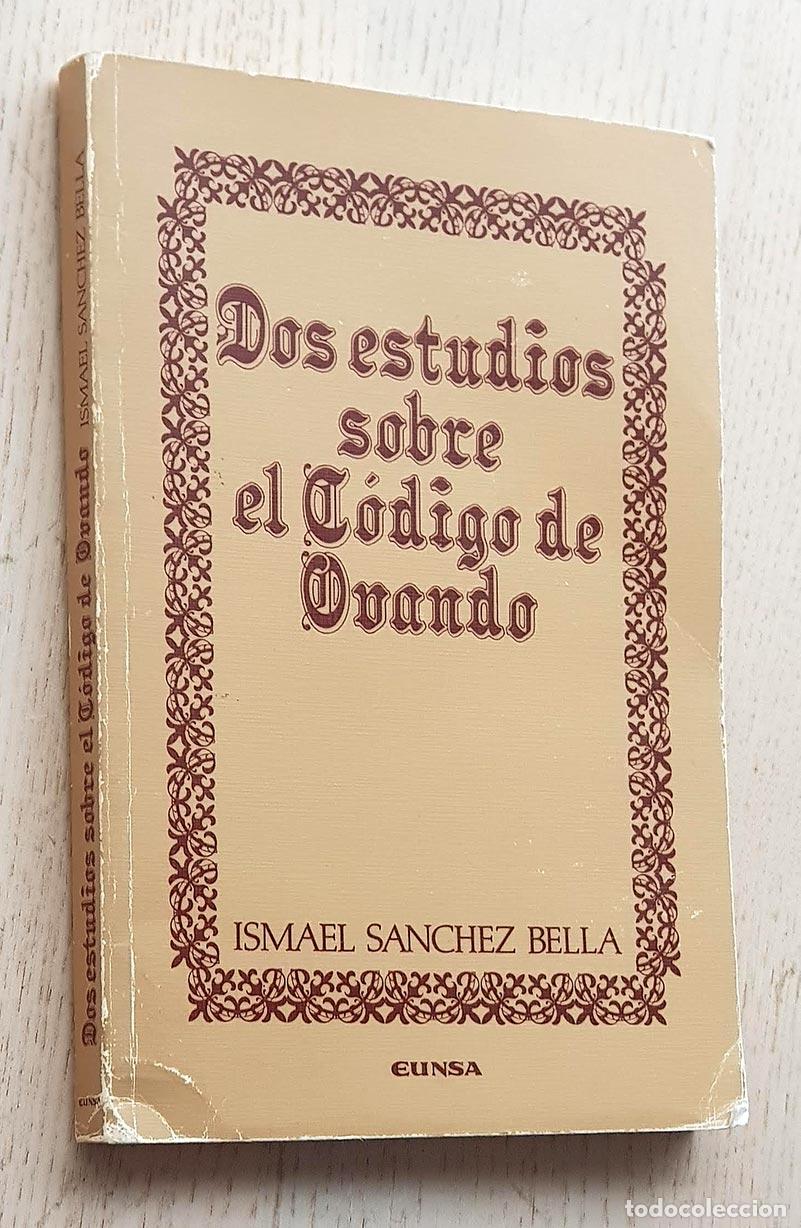 Dos estudios
sobre
el Código de
Ovando
ISMAEL SANCHEZ BELLA
EUNSA
Dos estudios sobre el Código de Ovando ISMAEL SANCHEZ BELLA
EUNSA
todocoleccion